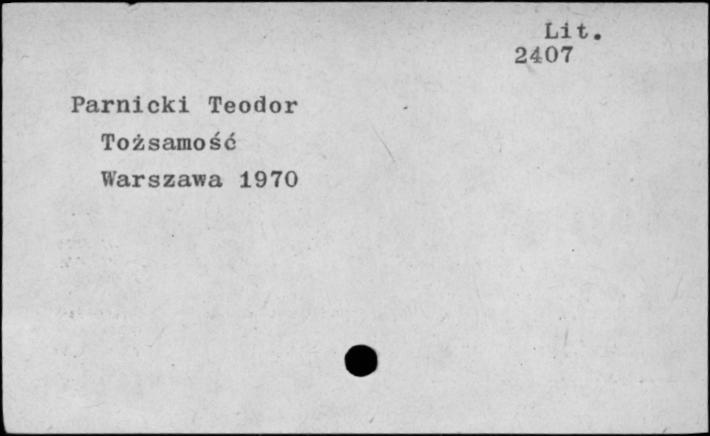 Lit.
2407
Parnicki Teodor
Tożsamość
Warszawa 1970